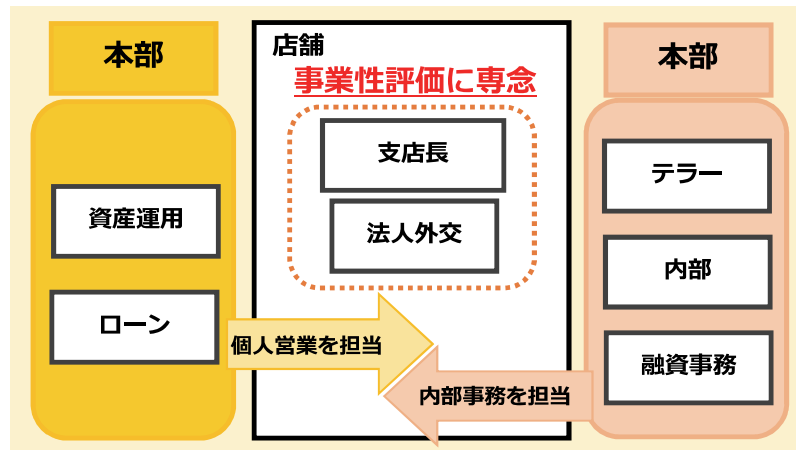 本部
資産運用
ローン
店舗
事業性評価に専念
支店長
法人外交
個人営業を担当
内部事務を担当
本部
テラー
内部
融資事務